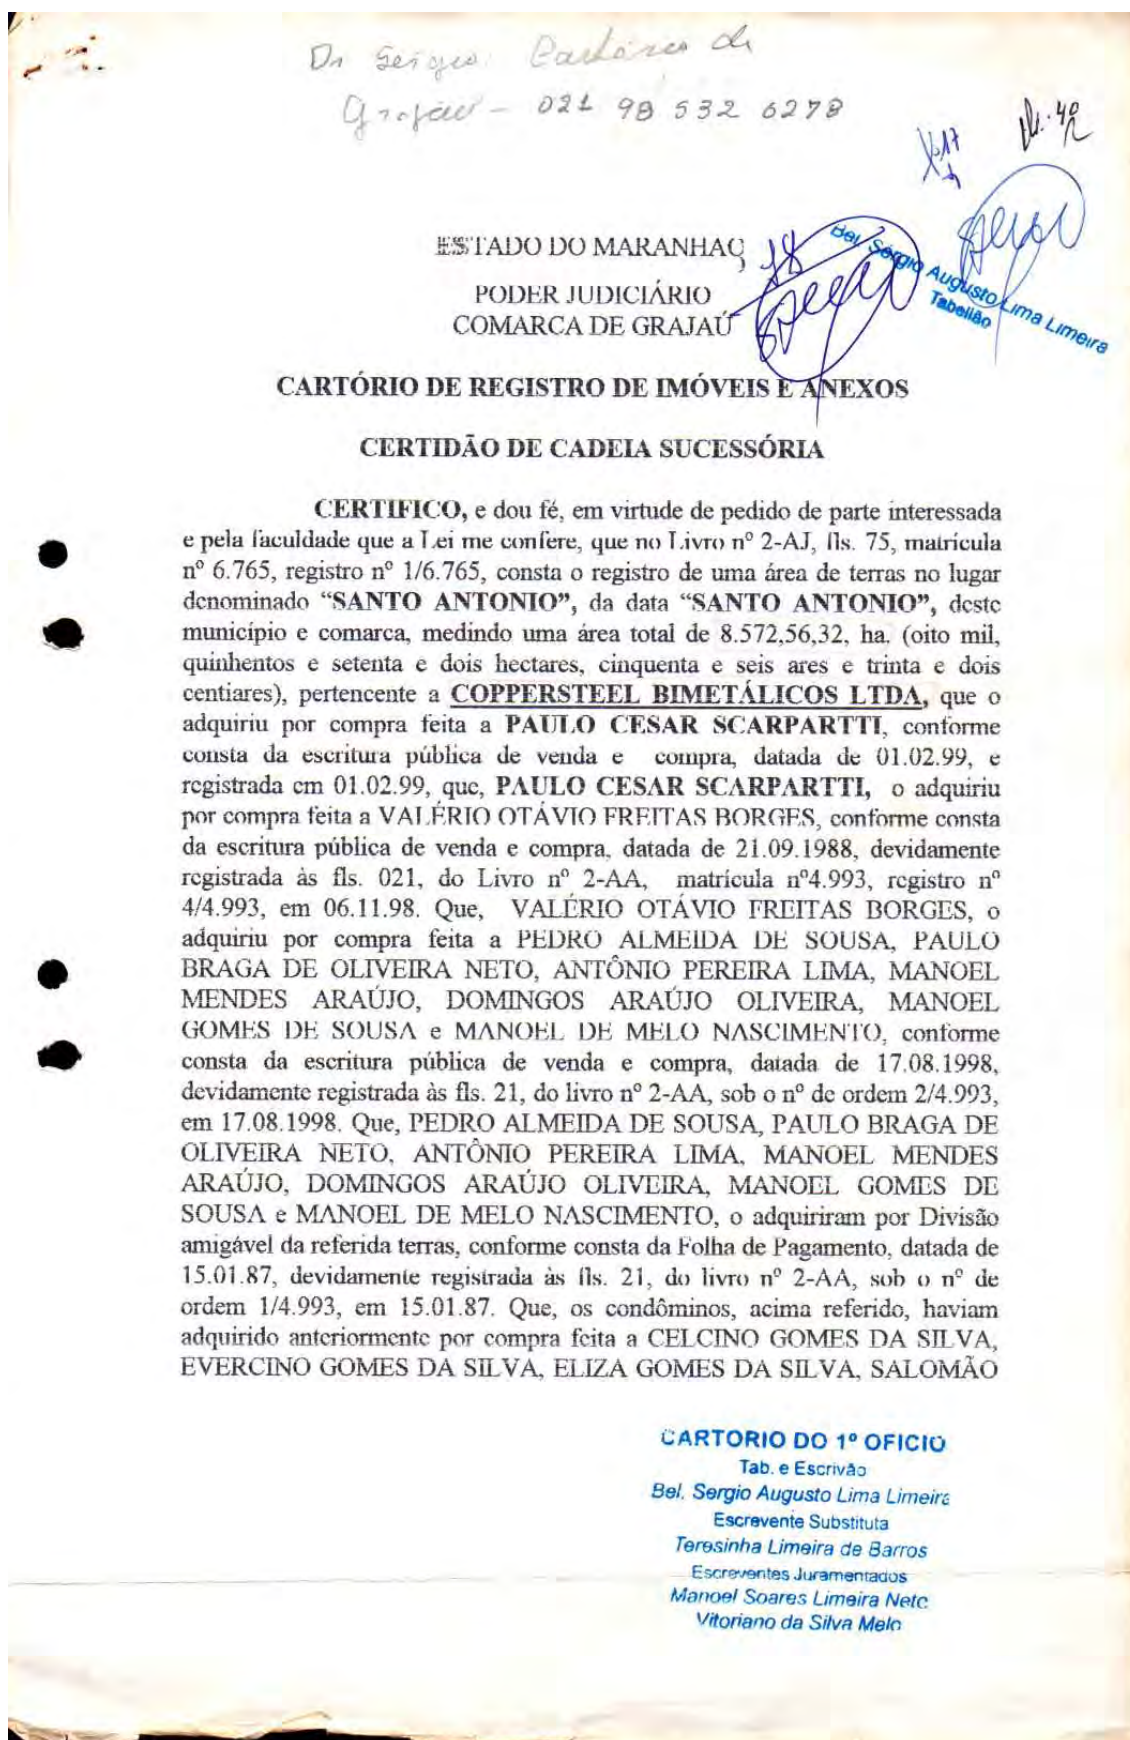 Dr Sergio Cartório de
Grajaú - 021 98 532 6278
ESTADO DO MARANHAO
PODER JUDICIÁRIO
COMARCA DE GRAJAÚ
Bel. Sergio Augusto Lima Limeira
Tabelião
CARTÓRIO DE REGISTRO DE IMÓVEIS E ANEXOS
CERTIDÃO DE CADEIA SUCESSÓRIA
CERTIFICO, e dou fé, em virtude de pedido de parte interessada
e pela faculdade que a Lei me confere, que no Livro nº 2-AJ, fls. 75, matrícula
nº 6.765, registro nº 1/6.765, consta o registro de uma área de terras no lugar
denominado “SANTO ANTONIO”, da data “SANTO ANTONIO”, deste
município e comarca, medindo uma área total de 8.572,56,32, ha. (oito mil,
quinhentos e setenta e dois hectares, cinquenta e seis ares e trinta e dois
centiares), pertencente a COPPERSTEEL BIMETÁLICOS LTDA, que o
adquiriu por compra feita a PAULO CESAR SCARPARTTI, conforme
consta da escritura pública de venda e compra, datada de 01.02.99, e
registrada em 01.02.99, que, PAULO CESAR SCARPARTTI, o adquiriu
por compra feita a VALÉRIO OTÁVIO FREITAS BORGES, conforme consta
da escritura pública de venda e compra, datada de 21.09.1988, devidamente
registrada às fls. 021, do Livro nº 2-AA, matrícula nº4.993, registro nº
4/4.993, em 06.11.98. Que, VALÉRIO OTÁVIO FREITAS BORGES, o
adquiriu por compra feita a PEDRO ALMEIDA DE SOUSA, PAULO
BRAGA DE OLIVEIRA NETO, ANTÔNIO PEREIRA LIMA, MANOEL
MENDES ARAÚJO, DOMINGOS ARAÚJO OLIVEIRA, MANOEL
GOMES DE SOUSA e MANOEL DE MELO NASCIMENTO, conforme
consta da escritura pública de venda e compra, datada de 17.08.1998,
devidamente registrada às fls. 21, do livro nº 2-AA, sob o nº de ordem 2/4.993,
em 17.08.1998. Que, PEDRO ALMEIDA DE SOUSA, PAULO BRAGA DE
OLIVEIRA NETO, ANTÔNIO PEREIRA LIMA, MANOEL MENDES
ARAÚJO, DOMINGOS ARAÚJO OLIVEIRA, MANOEL GOMES DE
SOUSA e MANOEL DE MELO NASCIMENTO, o adquiriram por Divisão
amigável da referida terras, conforme consta da Folha de Pagamento, datada de
15.01.87, devidamente registrada às fls. 21, do livro nº 2-AA, sob o nº de
ordem 1/4.993, em 15.01.87. Que, os condôminos, acima referido, haviam
adquirido anteriormente por compra feita a CELCINO GOMES DA SILVA,
EVERCINO GOMES DA SILVA, ELIZA GOMES DA SILVA, SALOMÃO
CARTORIO DO 1º OFICIO
Tab. e Escrivão
Bel. Sergio Augusto Lima Limeira
Escrevente Substituta
Teresinha Limeira de Barros
Escreventes Juramentados
Manoel Soares Limeira Neto
Vitoriano da Silva Melo